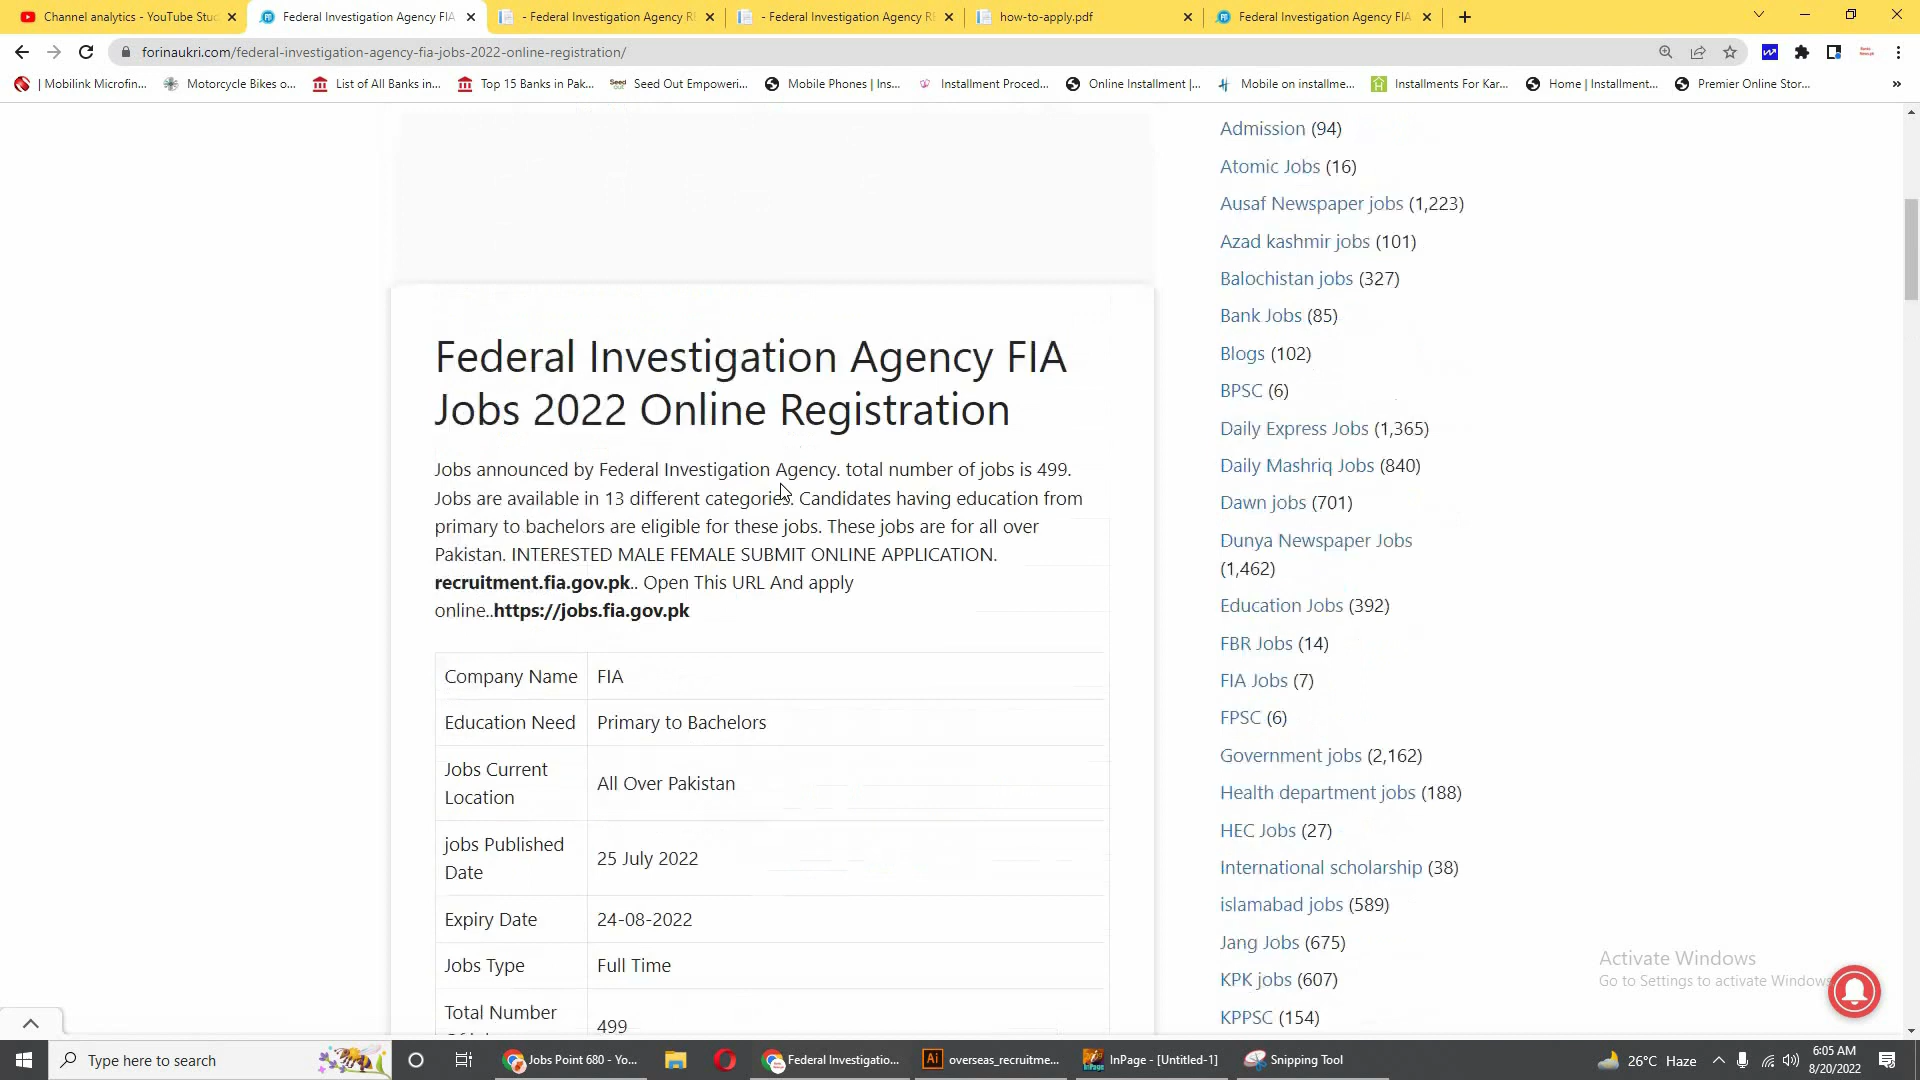 Channel analytics - YouTube Stu
Federal Investigation Agency FIA
- Federal Investigation Agency R
- Federal Investigation Agency R
how-to-apply.pdf
Federal Investigation Agency FIA
forinaukri.com/federal-investigation-agency-fia-jobs-2022-online-registration/
| Mobilink Microfin...
Motorcycle Bikes o...
List of All Banks in...
Top 15 Banks in Pak...
Seed Out Empoweri...
Mobile Phones | Ins...
Installment Proced...
Online Installment |...
Mobile on installme...
Installments For Kar...
Home | Installment...
Premier Online Stor...
Federal Investigation Agency FIA
Jobs 2022 Online Registration
Jobs announced by Federal Investigation Agency. total number of jobs is 499.
Jobs are available in 13 different categories. Candidates having education from
primary to bachelors are eligible for these jobs. These jobs are for all over
Pakistan. INTERESTED MALE FEMALE SUBMIT ONLINE APPLICATION.
recruitment.fia.gov.pk.. Open This URL And apply
online..https://jobs.fia.gov.pk
Company Name FIA
Education Need Primary to Bachelors
Jobs Current
Location
All Over Pakistan
jobs Published
Date
25 July 2022
Expiry Date 24-08-2022
Jobs Type Full Time
Total Number
499
Admission (94)
Atomic Jobs (16)
Ausaf Newspaper jobs (1,223)
Azad kashmir jobs (101)
Balochistan jobs (327)
Bank Jobs (85)
Blogs (102)
BPSC (6)
Daily Express Jobs (1,365)
Daily Mashriq Jobs (840)
Dawn jobs (701)
Dunya Newspaper Jobs
(1,462)
Education Jobs (392)
FBR Jobs (14)
FIA Jobs (7)
FPSC (6)
Government jobs (2,162)
Health department jobs (188)
HEC Jobs (27)
International scholarship (38)
islamabad jobs (589)
Jang Jobs (675)
KPK jobs (607)
KPPSC (154)
Activate Windows
Go to Settings to activate Windows
Type here to search
Jobs Point 680 - Yo...
Federal Investigatio...
Ai
overseas_recruitme...
InPage - [Untitled-1]
Snipping Tool
26°C Haze
6:05 AM
8/20/2022